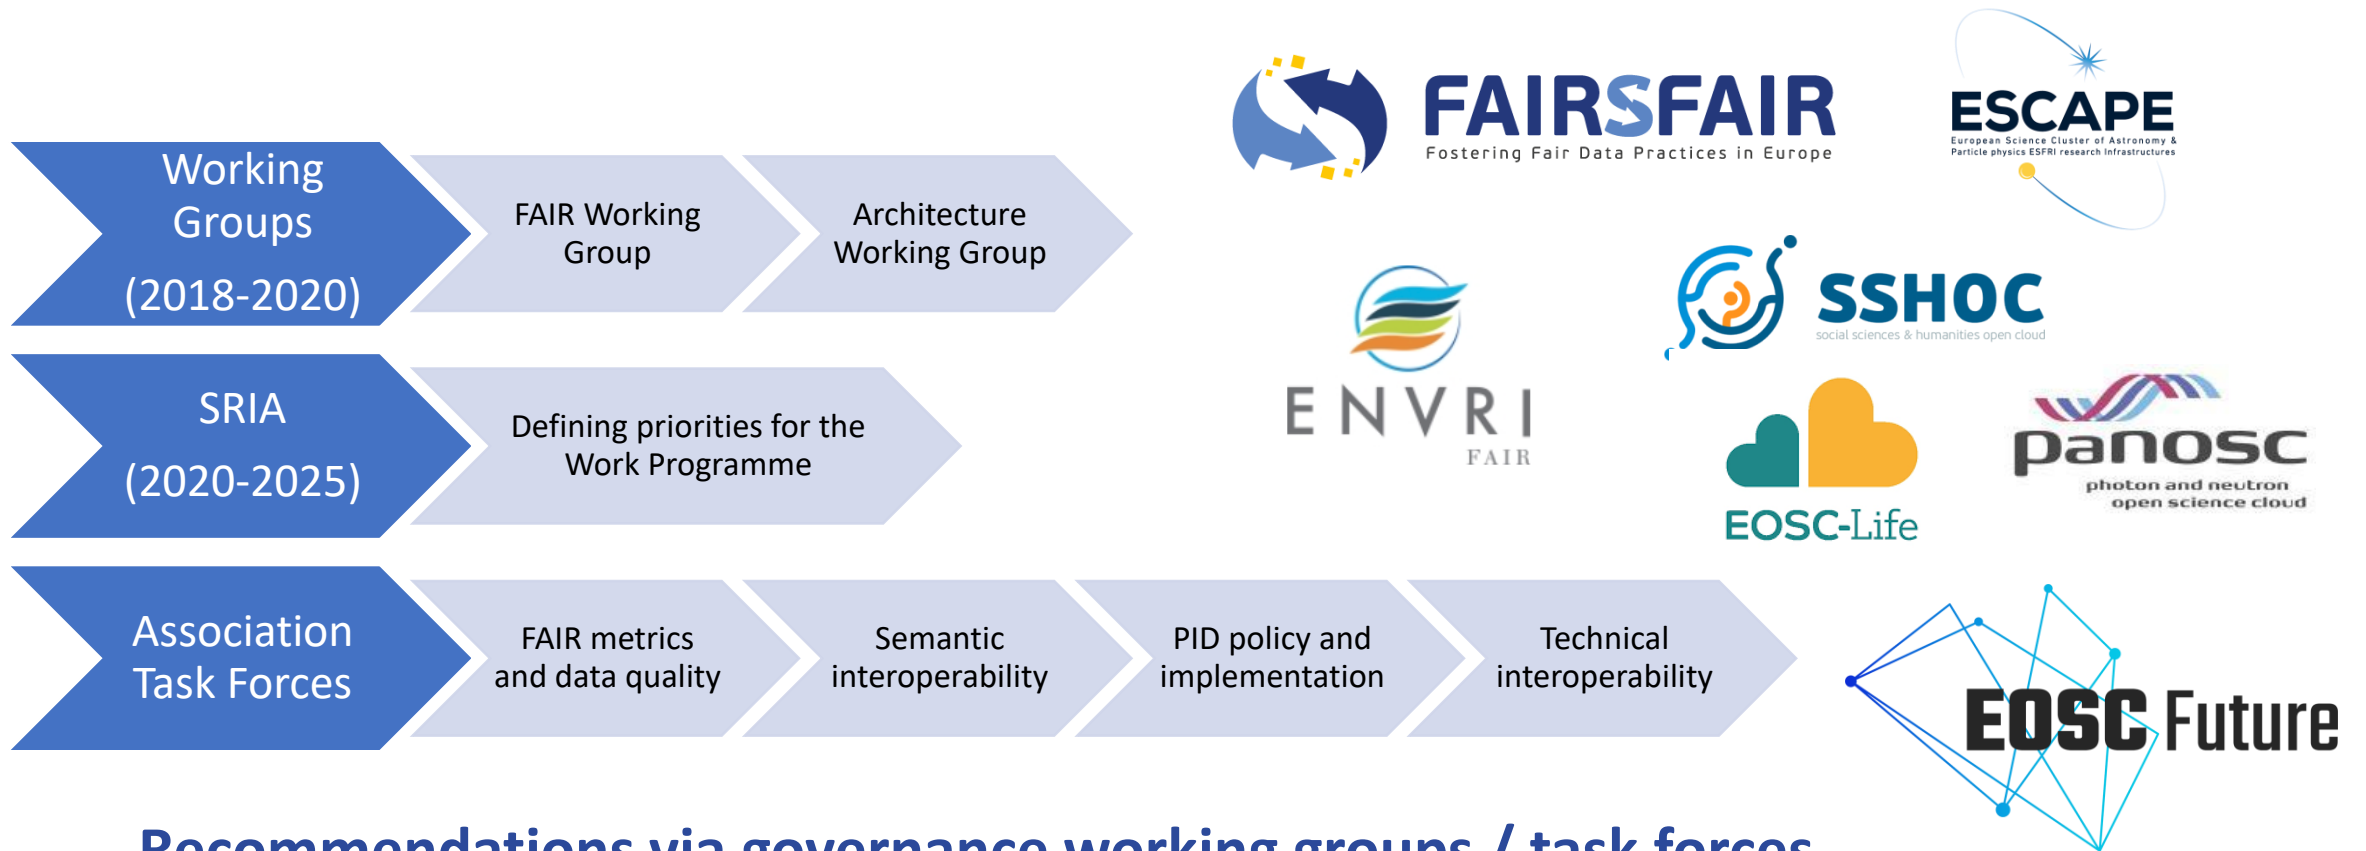 Working
Groups
(2018-2020)
FAIR Working
Group
Architecture
Working Group
SRIA
(2020-2025)
Defining priorities for the
Work Programme
Association
Task Forces
FAIR metrics
and data quality
Semantic
interoperability
PID policy and
implementation
Technical
interoperability
FAIRSFAIR
Fostering Fair Data Practices in Europe
ESCAPE
European Science Cluster of Astronomy &
Particle physics ESFRI research infrastructures
ENVRI
FAIR
SSHOC
social sciences & humanities open cloud
EOSC-Life
panosc
photon and neutron
open science cloud
EOSC Future
Recommendations via governance working groups / task forces